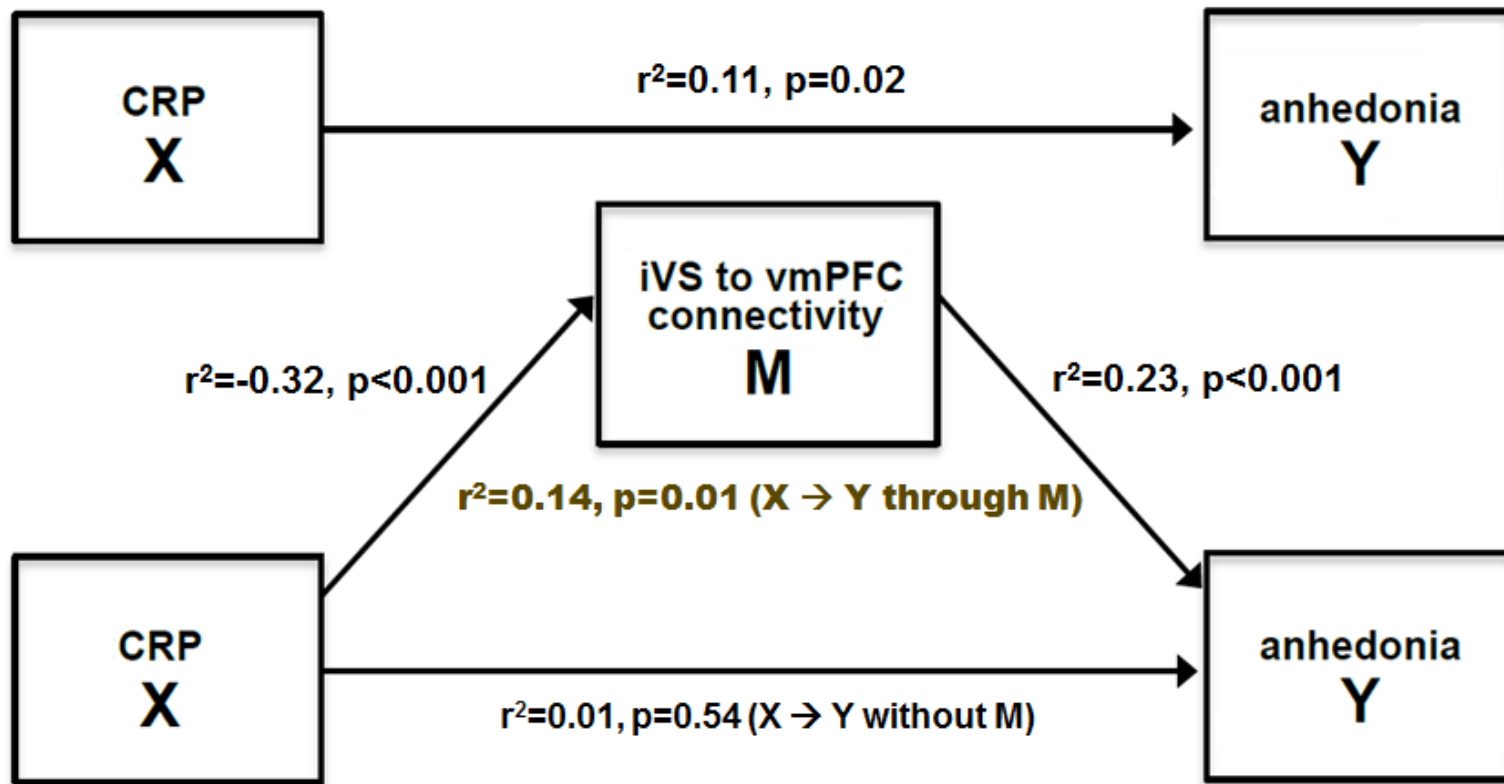 CRP
X
r²=0.11, p=0.02
anhedonia
Y
iVS to vmPFC
connectivity
M
r²=-0.32, p<0.001
r²=0.23, p<0.001
r²=0.14, p=0.01 (X → Y through M)
CRP
X
r²=0.01, p=0.54 (X → Y without M)
anhedonia
Y